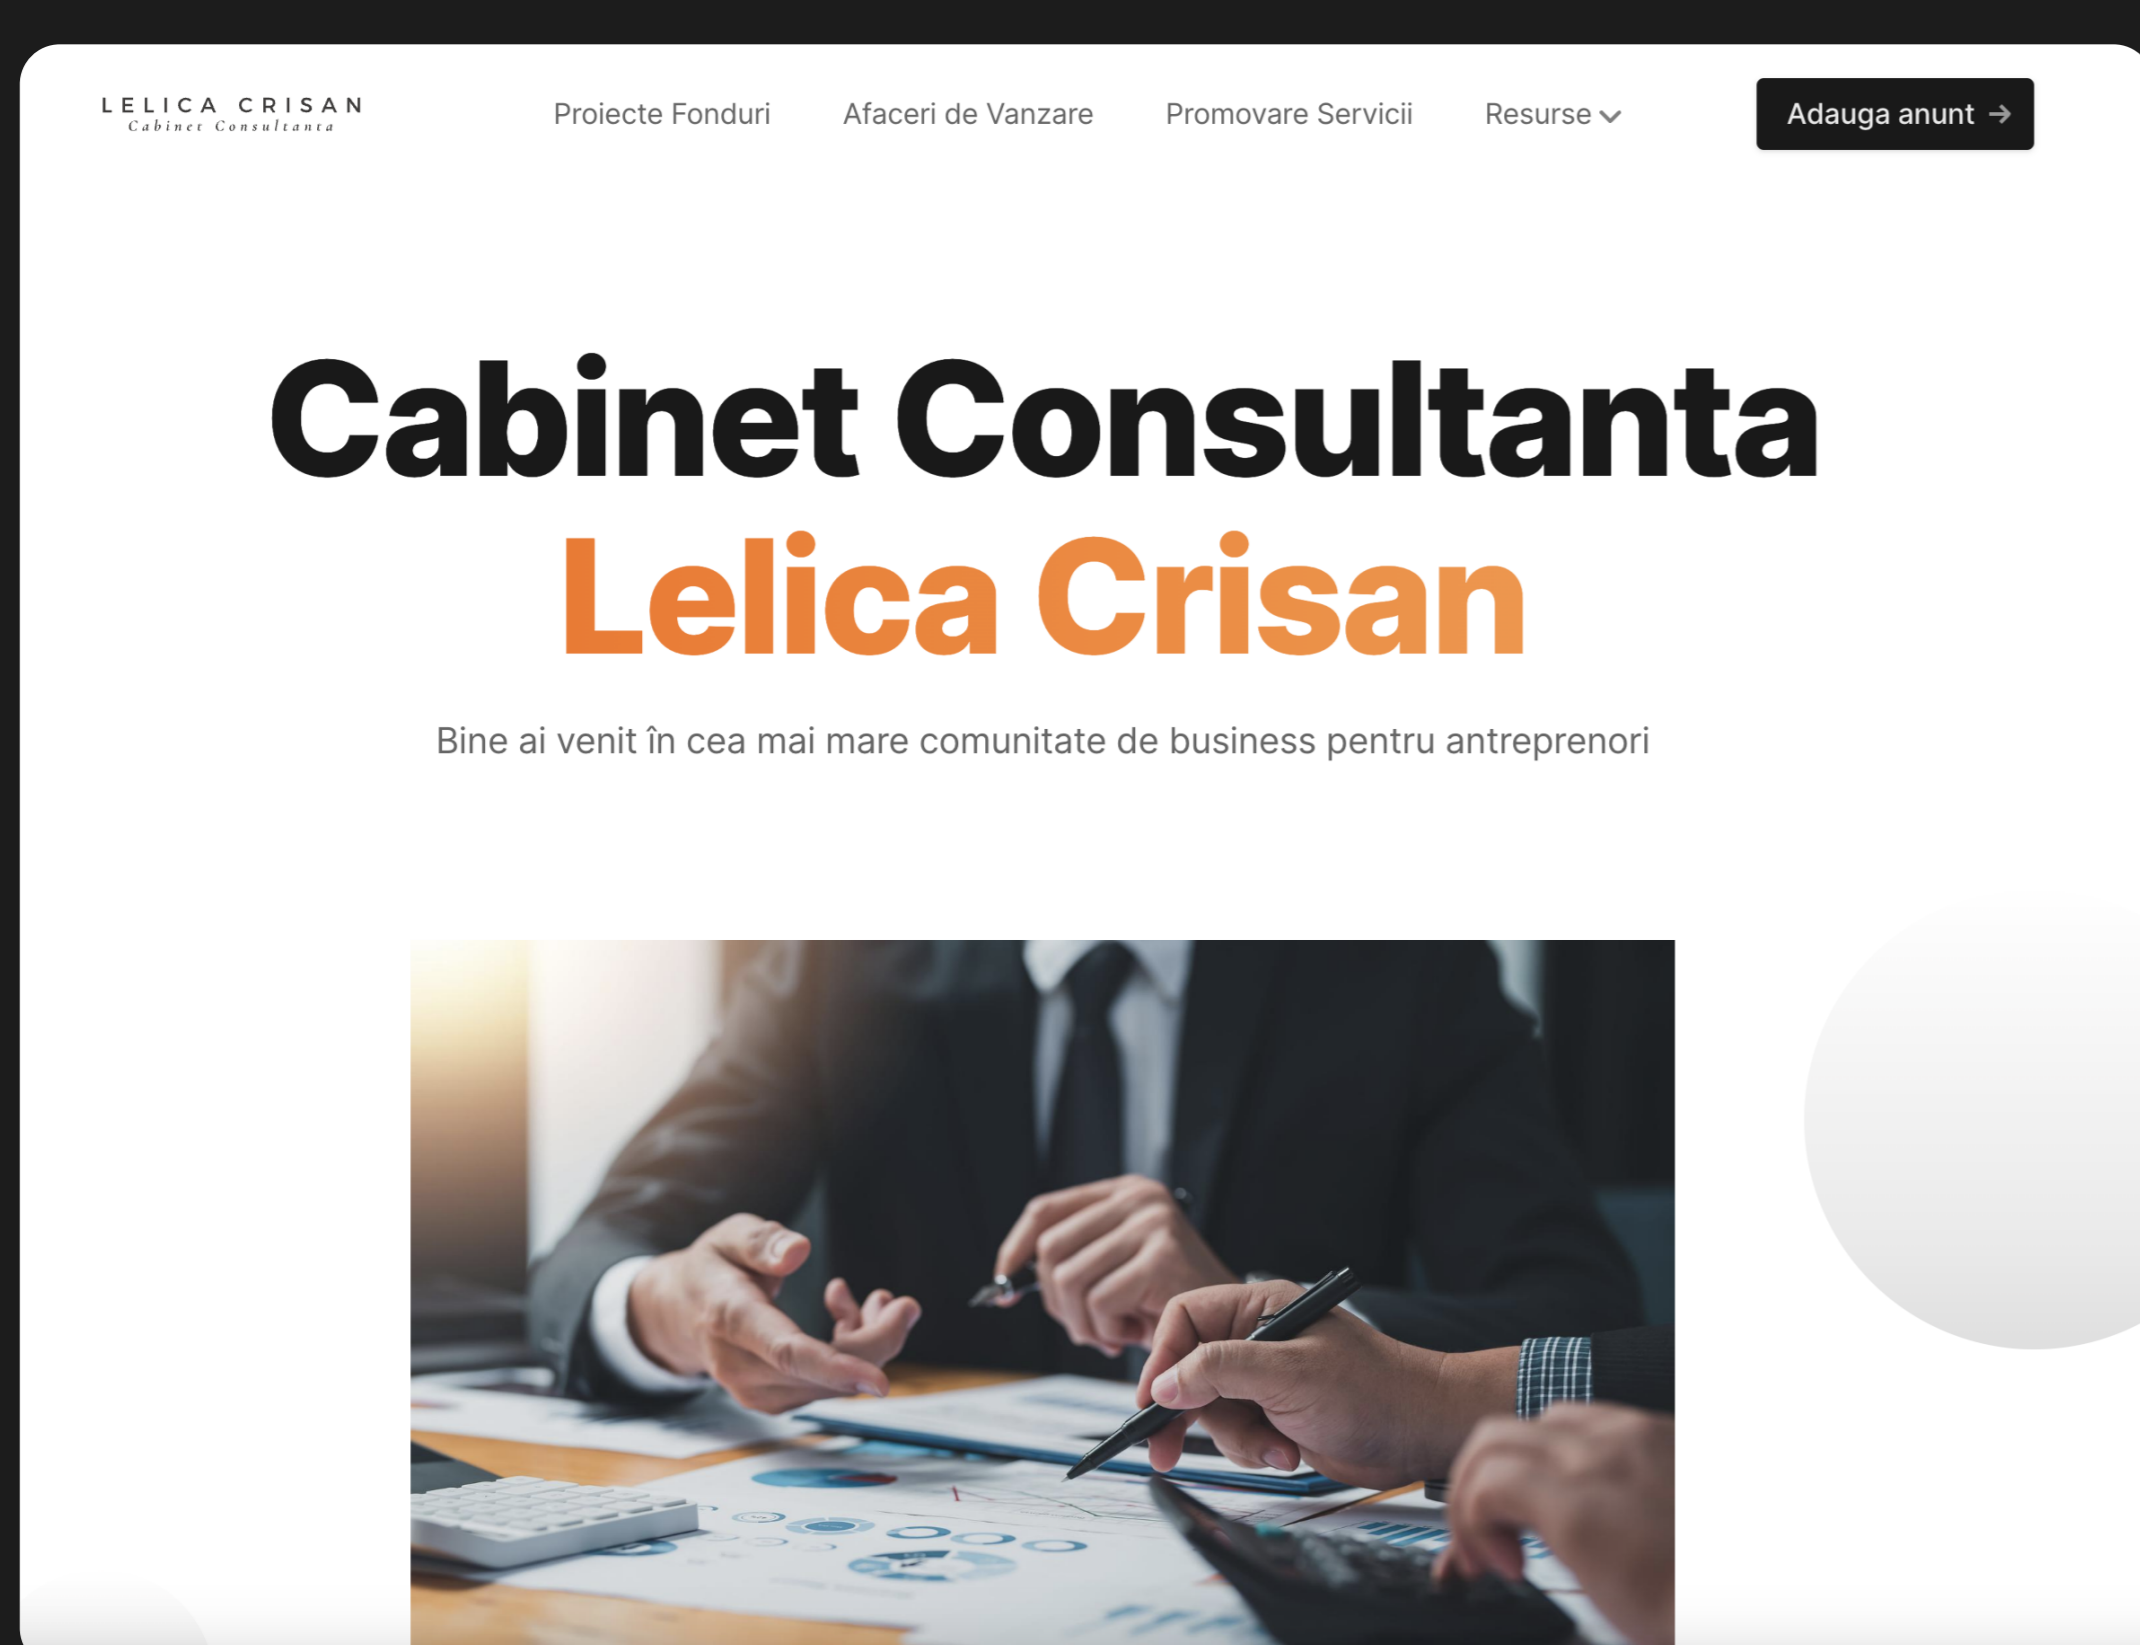 LELICA CRISAN
Cabinet Consultanta
Proiecte Fonduri
Afaceri de Vanzare
Promovare Servicii
Resurse
Adauga anunt →
Cabinet Consultanta
Lelica Crisan
Bine ai venit în cea mai mare comunitate de business pentru antreprenori